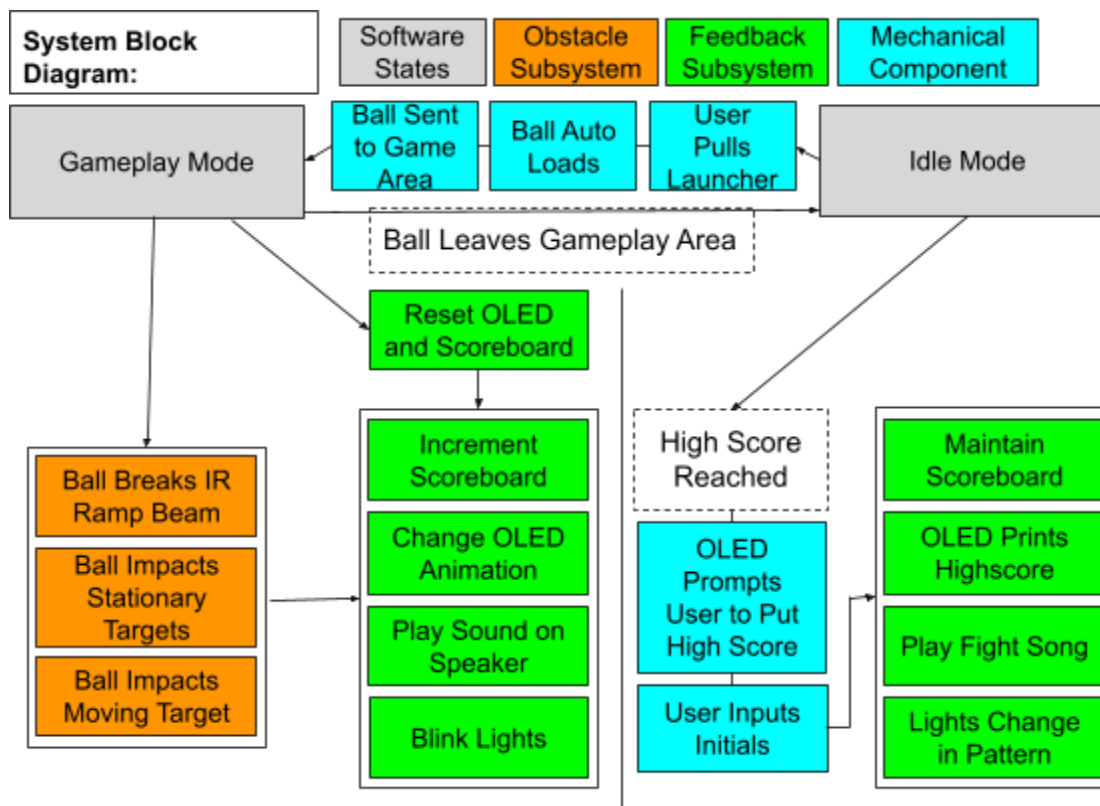 System Block
Diagram:
Software
States
Obstacle
Subsystem
Feedback
Subsystem
Mechanical
Component
Gameplay Mode
Ball Sent
to Game
Area
Ball Auto
Loads
User
Pulls
Launcher
Idle Mode
Ball Leaves Gameplay Area
Reset OLED
and Scoreboard
Ball Breaks IR
Ramp Beam
Ball Impacts
Stationary
Targets
Ball Impacts
Moving Target
Increment
Scoreboard
Change OLED
Animation
Play Sound on
Speaker
Blink Lights
High Score
Reached
OLED
Prompts
User to Put
High Score
User Inputs
Initials
Maintain
Scoreboard
OLED Prints
Highscore
Play Fight Song
Lights Change
in Pattern